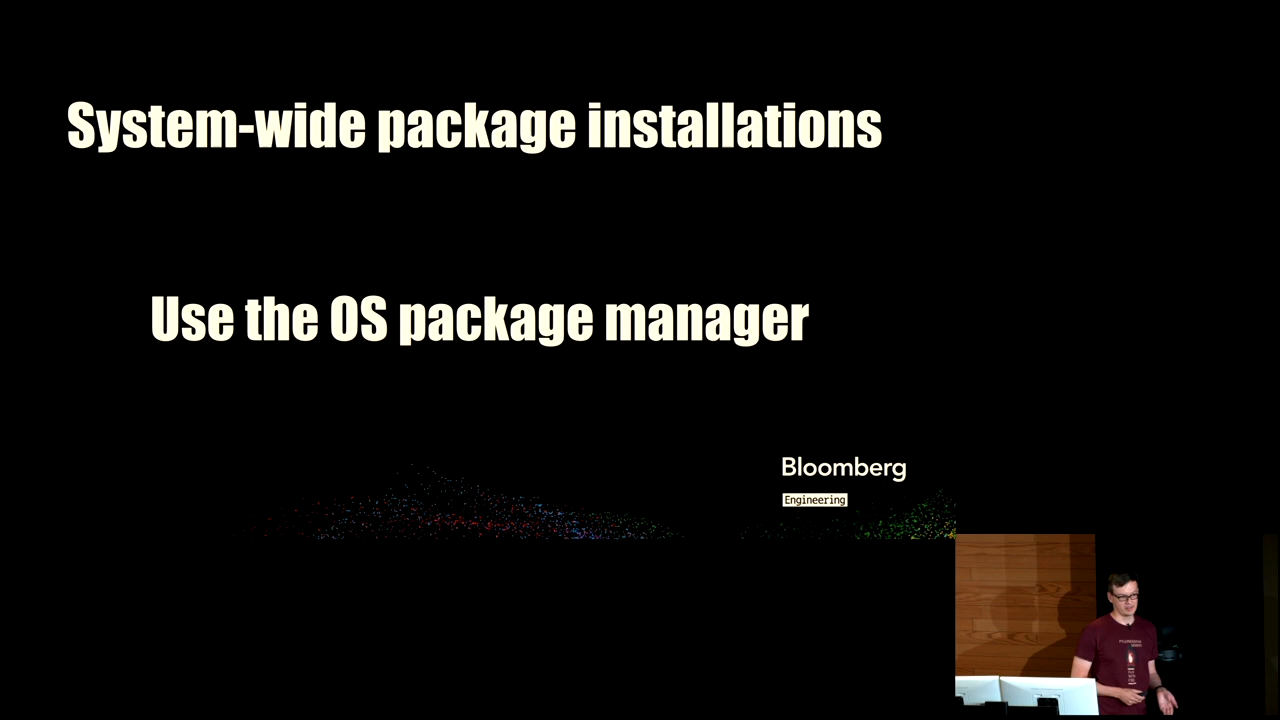 System-wide package installations
Use the OS package manager
Bloomberg
Engineering